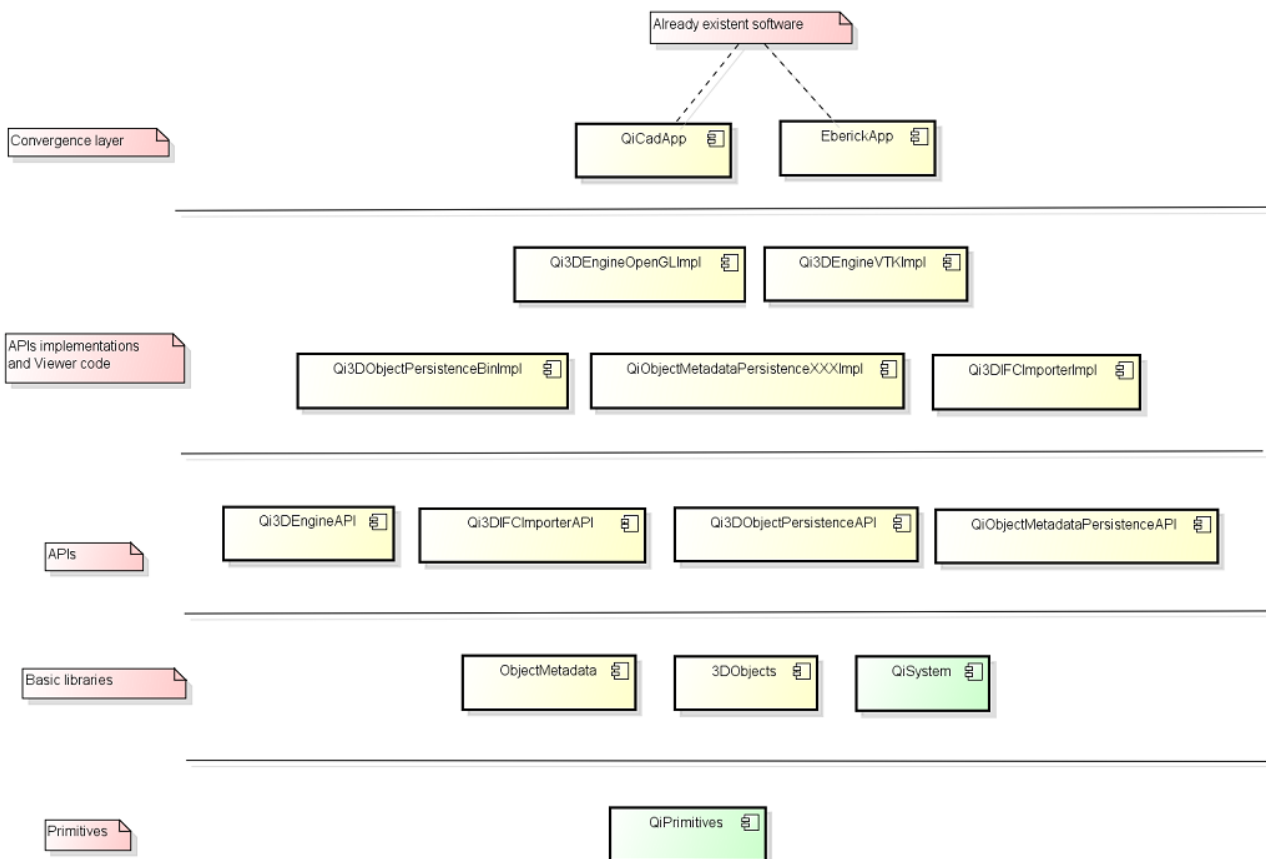 Already existent software
Convergence layer
QiCadApp
EberickApp
Qi3DEngineOpenGLImpl
Qi3DEngineVTKImpl
APIs implementations
and Viewer code
Qi3DObjectPersistenceBinImpl
QiObjectMetadataPersistenceXXXImpl
Qi3DIFCImporterImpl
Qi3DEngineAPI
Qi3DIFCImporterAPI
Qi3DObjectPersistenceAPI
QiObjectMetadataPersistenceAPI
APIs
Basic libraries
ObjectMetadata
3DObjects
QiSystem
Primitives
QiPrimitives